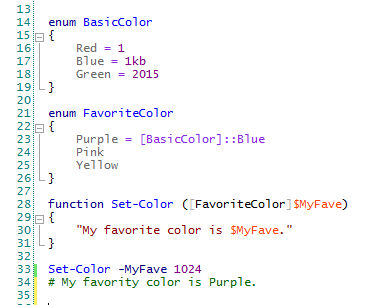 13
14 enum BasicColor
15 {
16 Red = 1
17 Blue = 1kb
18 Green = 2015
19 }
20
21 enum FavoriteColor
22 {
23 Purple = [BasicColor]::Blue
24 Pink
25 Yellow
26 }
27
28 function Set-Color ([FavoriteColor]$MyFave)
29 {
30 "My favorite color is $MyFave."
31 }
32
33 Set-Color -MyFave 1024
34 # My favority color is Purple.
35